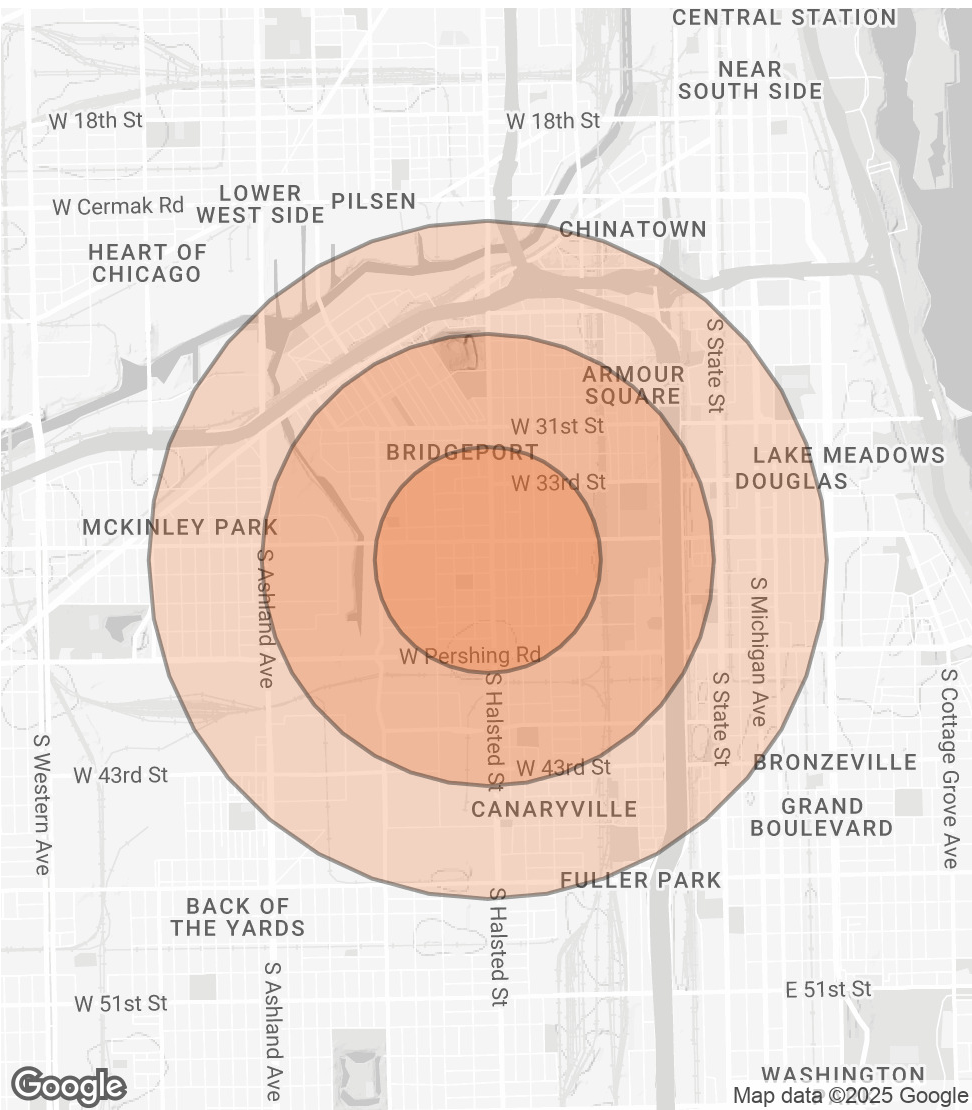 CENTRAL STATION
NEAR
SOUTH SIDE
W 18th St
W 18th St
LOWER
WEST SIDE
PILSEN
W Cermak Rd
CHINATOWN
HEART OF
CHICAGO
S State St
ARMOUR
SQUARE
W 31st St
BRIDGEPORT
LAKE MEADOWS
W 33rd St
DOUGLAS
MCKINLEY PARK
S Ashland Ave
S Michigan Ave
W Pershing Rd
S Halsted St
S State St
S Cottage Grove Ave
S Western Ave
W 43rd St
W 43rd St
BRONZEVILLE
CANARYVILLE
GRAND
BOULEVARD
FULLER PARK
BACK OF
THE YARDS
S Halsted St
S Ashland Ave
W 51st St
E 51st St
WASHINGTON
Google
Map data ©2025 Google